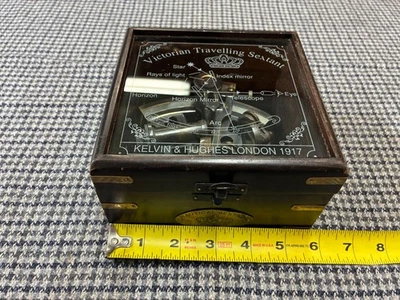 Victorian Travelling Sextant
Star
Rays of light
Index mirror
Horizon
Horizon Mirror
Telescope
Eye
Arc
KELVIN & HUGHES LONDON 1917
1 2 3 4 5 6 7 8